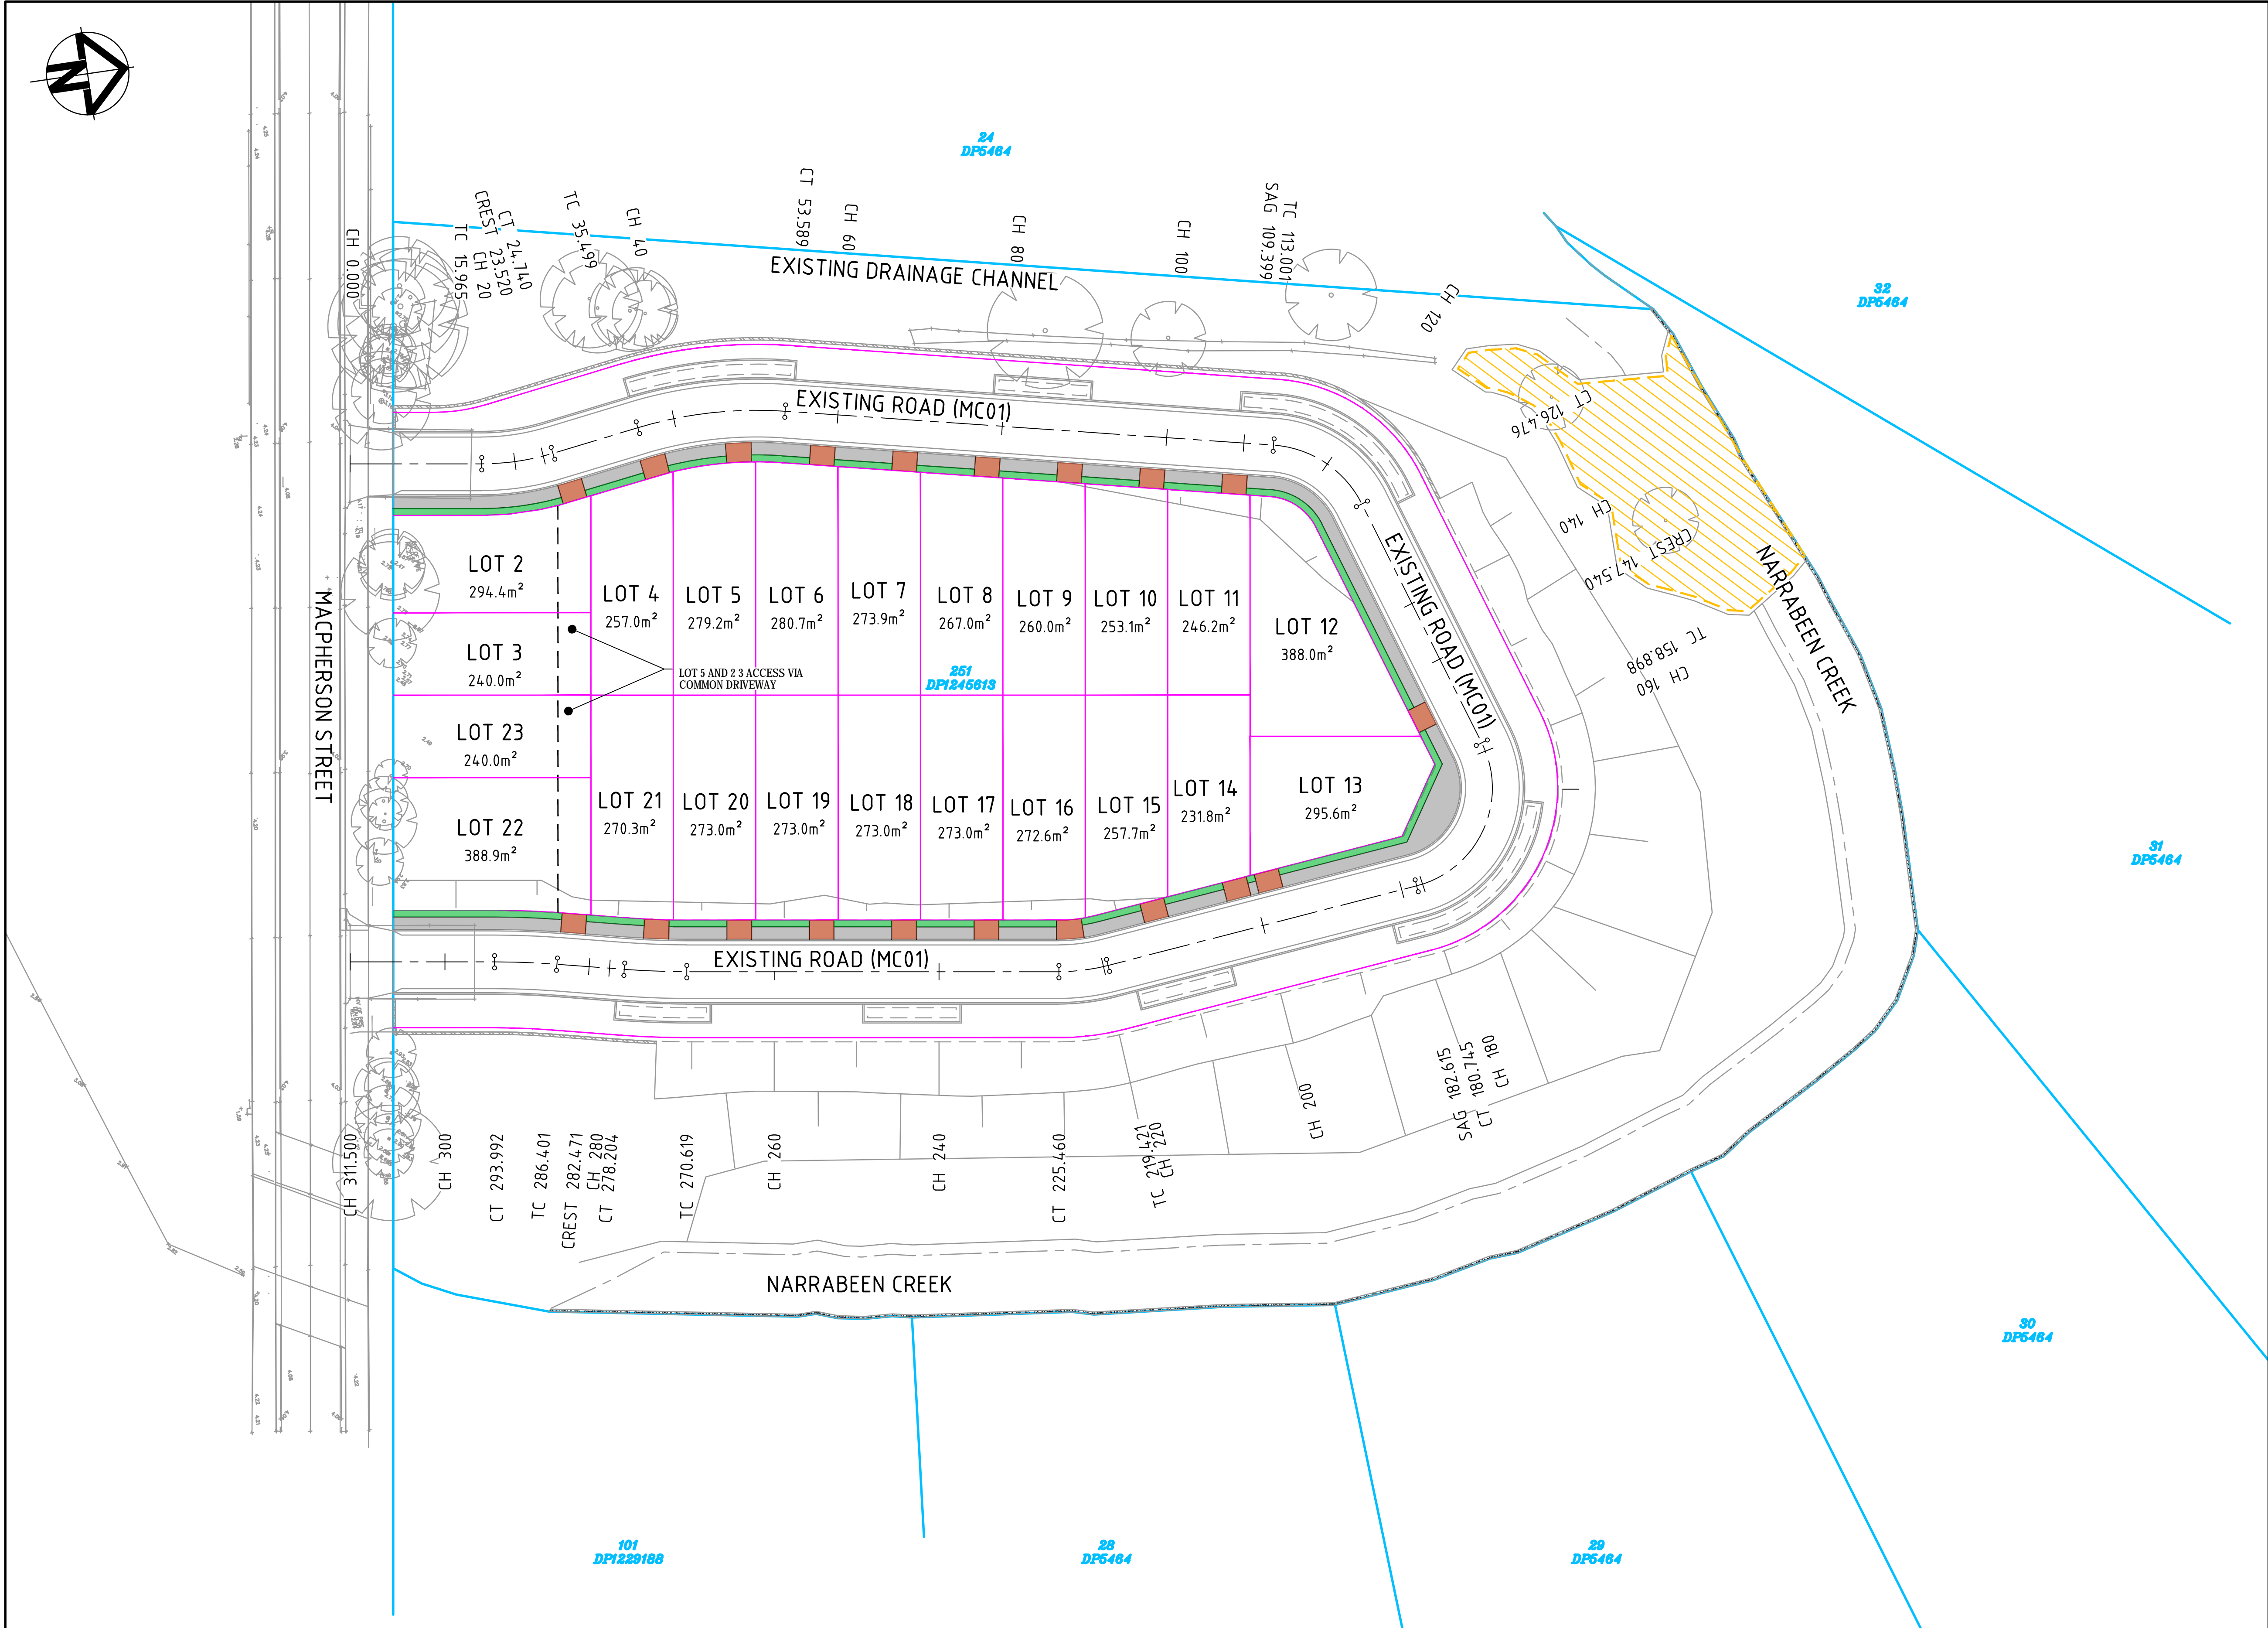 N
24
DP5464
32
DP5464
CH 0.000
TC 15.965
CH 20
CREST 23.520
CT 24.740
TC 35.499
CH 40
CT 53.589
CH 60
CH 80
CH 100
SAG 109.399
TC 113.001
CH 120
EXISTING DRAINAGE CHANNEL
EXISTING ROAD (MC01)
CT 126.476
CH 140
CREST 147.540
TC 158.898
CH 160
NARRABEEN CREEK
EXISTING ROAD (MC01)
MACPHERSON STREET
LOT 2
294.4m²
LOT 3
240.0m²
LOT 23
240.0m²
LOT 22
388.9m²
LOT 4
257.0m²
LOT 5
279.2m²
LOT 6
280.7m²
LOT 7
273.9m²
LOT 8
267.0m²
LOT 9
260.0m²
LOT 10
253.1m²
LOT 11
246.2m²
LOT 12
388.0m²
LOT 5 AND 2 3 ACCESS VIA
COMMON DRIVEWAY
251
DP1245613
LOT 21
270.3m²
LOT 20
273.0m²
LOT 19
273.0m²
LOT 18
273.0m²
LOT 17
273.0m²
LOT 16
272.6m²
LOT 15
257.7m²
LOT 14
231.8m²
LOT 13
295.6m²
31
DP5464
EXISTING ROAD (MC01)
CH 311.500
CH 300
CT 293.992
TC 286.401
CREST 282.471
CH 280
CT 278.204
TC 270.619
CH 260
CH 240
CT 225.460
TC 219.421
CH 220
CH 200
SAG 182.615
CT 180.745
CH 180
NARRABEEN CREEK
30
DP5464
101
DP1229188
28
DP5464
29
DP5464